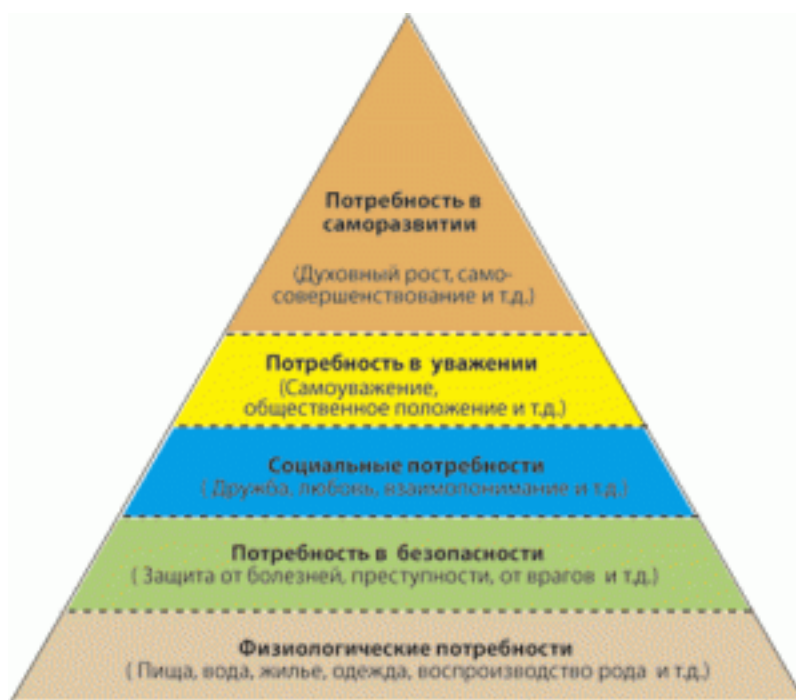 Потребность в
саморазвитии
(Духовный рост, само-
совершенствование и т.д.)
Потребность в уважении
(Самоуважение,
общественное положение и т.д.)
Социальные потребности
( Дружба, любовь, взаимопонимание и т.д.)
Потребность в безопасности
( Защита от болезней, преступности, от врагов и т.д.)
Физиологические потребности
( Пища, вода, жилье, одежда, воспроизводство рода и т.д.)